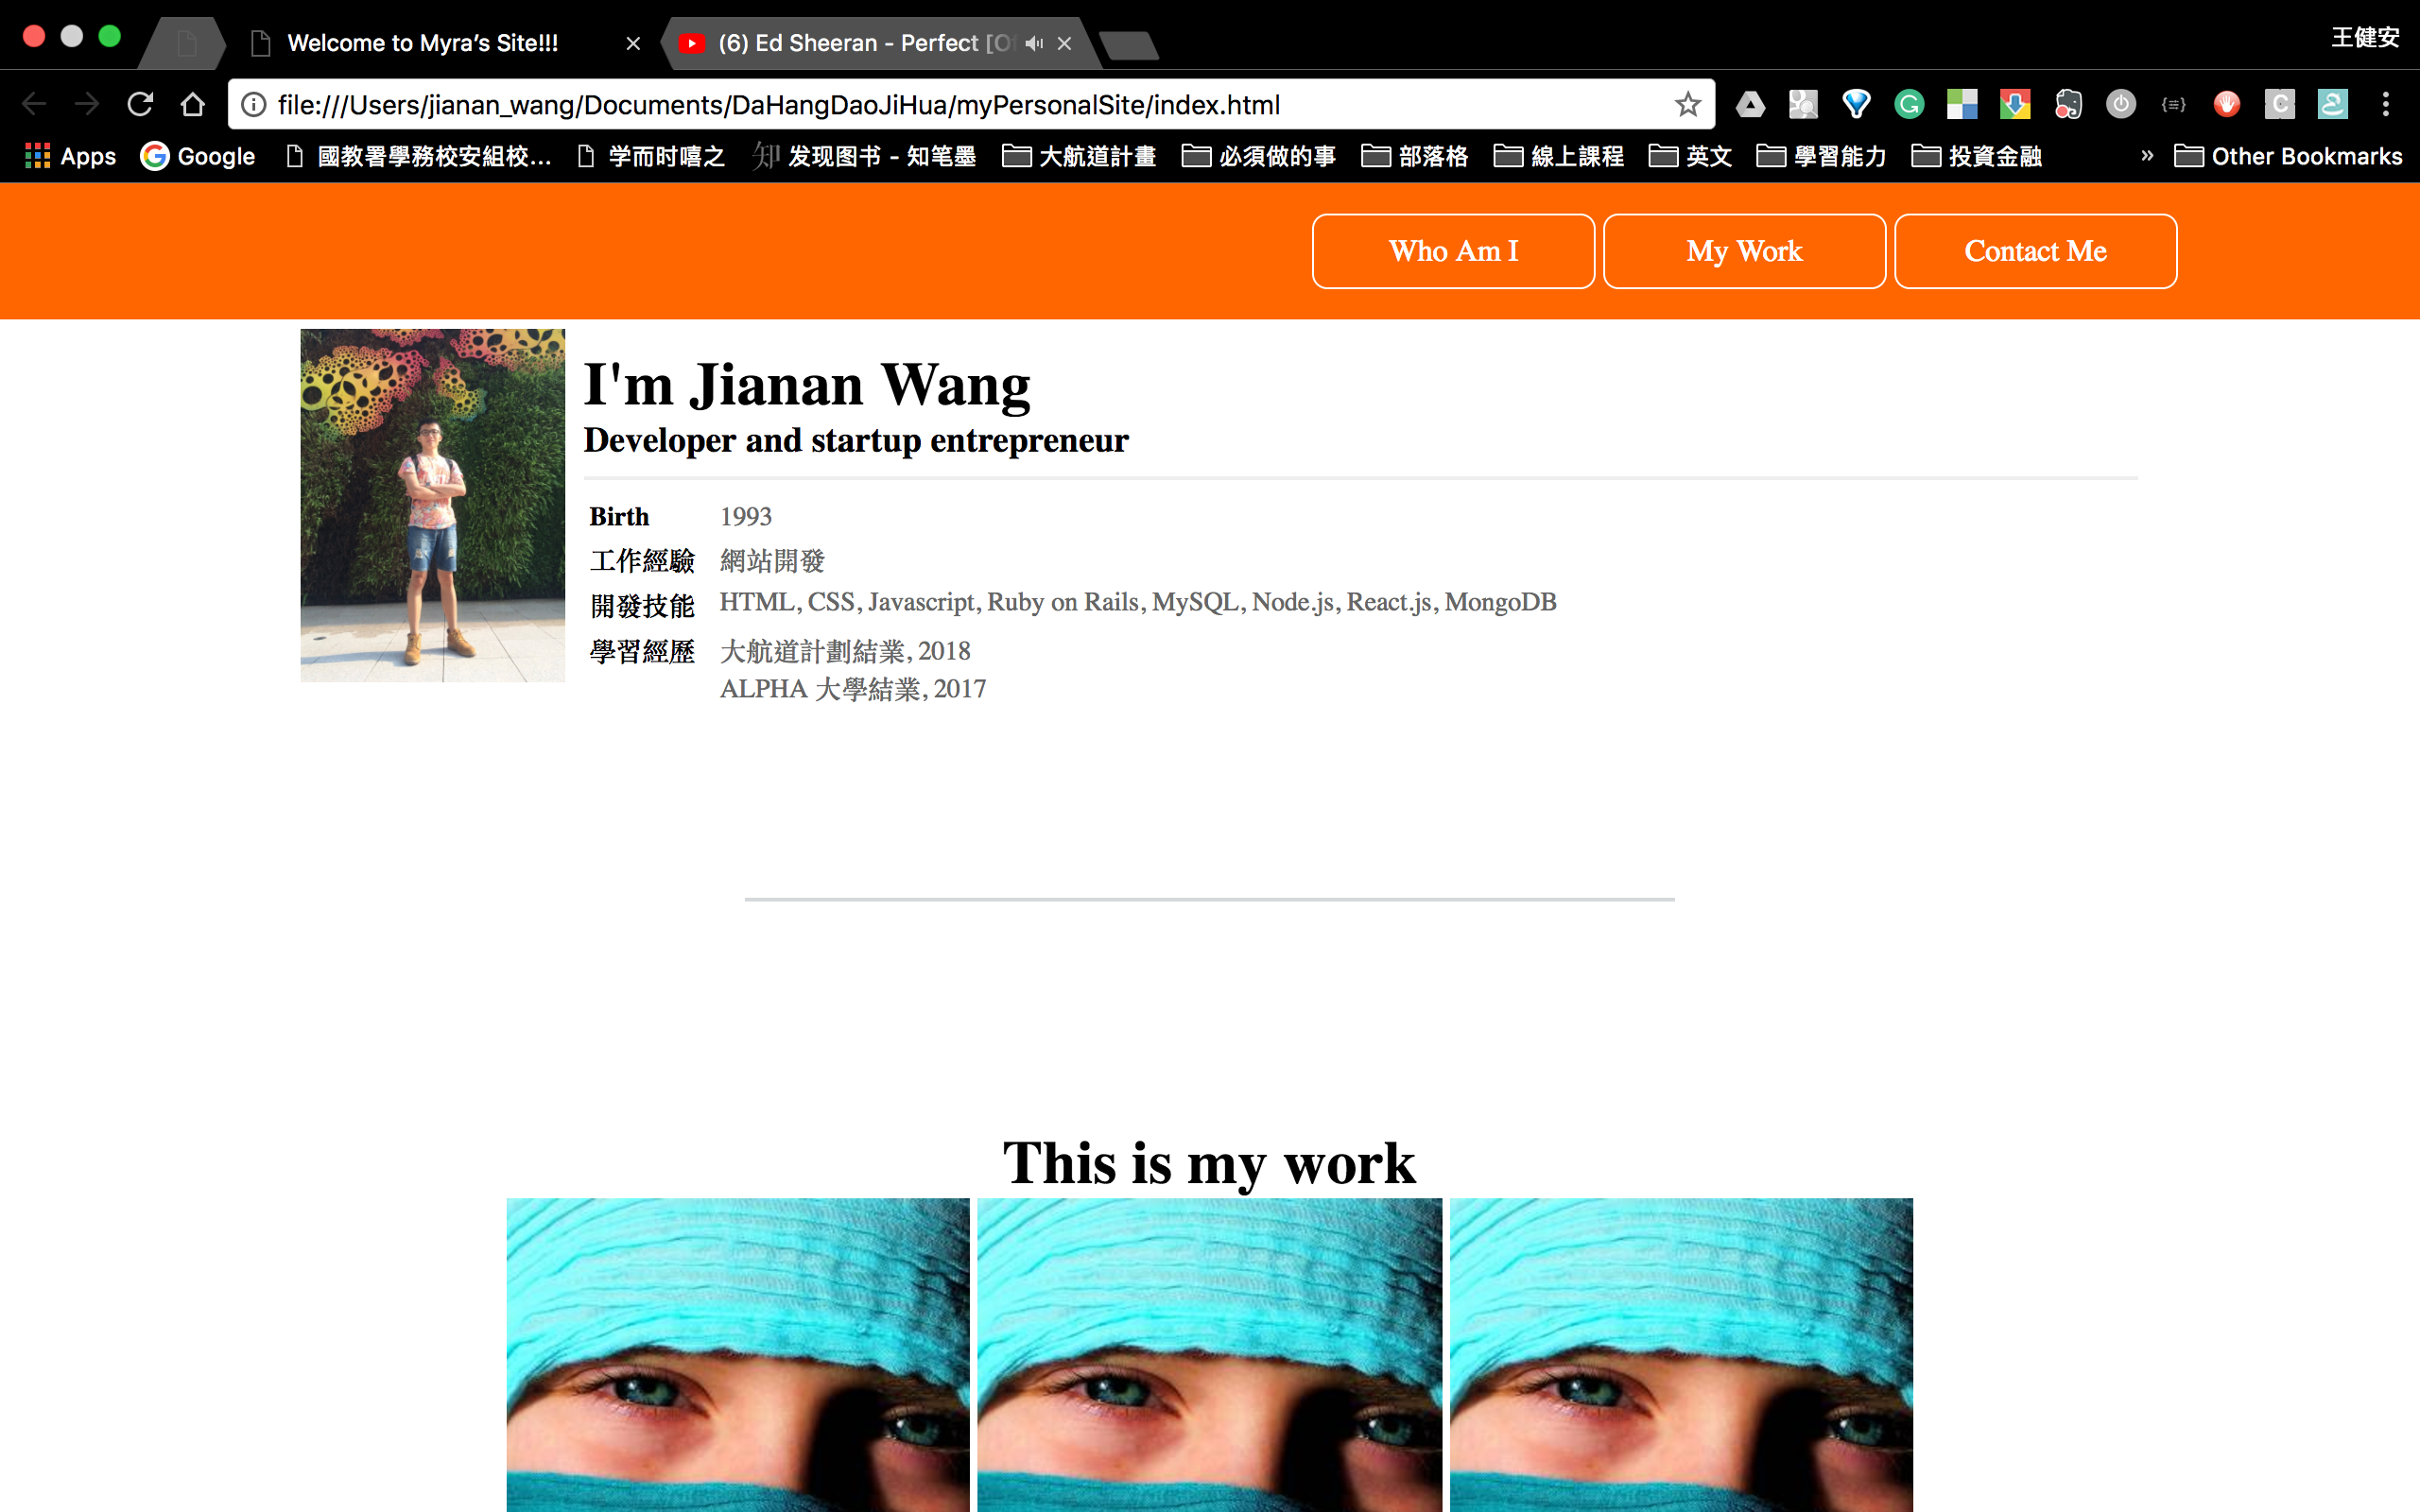 Welcome to Myra's Site!!!
(6) Ed Sheeran - Perfect [O
王健安
file:///Users/jianan_wang/Documents/DaHangDaoJiHua/myPersonalSite/index.html
Apps Google 國教署學務校安組校... 学而时嘻之 知 发现图书 - 知笔墨 大航道計畫 必須做的事 部落格 線上課程 英文 學習能力 投資金融 » Other Bookmarks
Who Am I My Work Contact Me
I'm Jianan Wang
Developer and startup entrepreneur
Birth 1993
工作經驗 網站開發
開發技能 HTML, CSS, Javascript, Ruby on Rails, MySQL, Node.js, React.js, MongoDB
學習經歷 大航道計劃結業, 2018
ALPHA 大學結業, 2017
This is my work